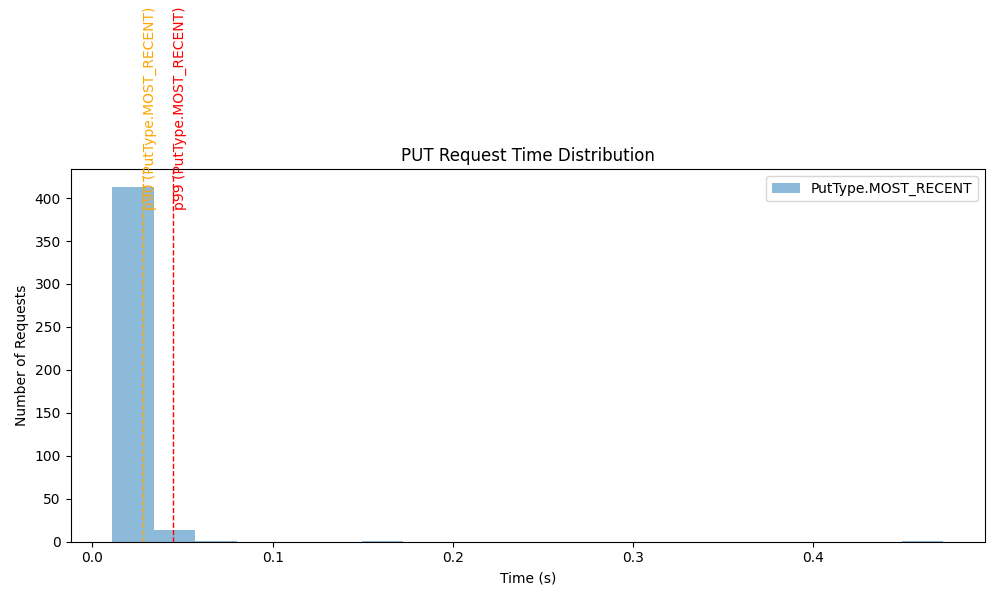 (PutType.MOST_RECENT)
p99 (PutType.MOST_RECENT)
PUT Request Time Distribution
PutType.MOST_RECENT
400
350
300
250
200
150
100
50
0
Number of Requests
0.0 0.1 0.2 0.3 0.4
Time (s)